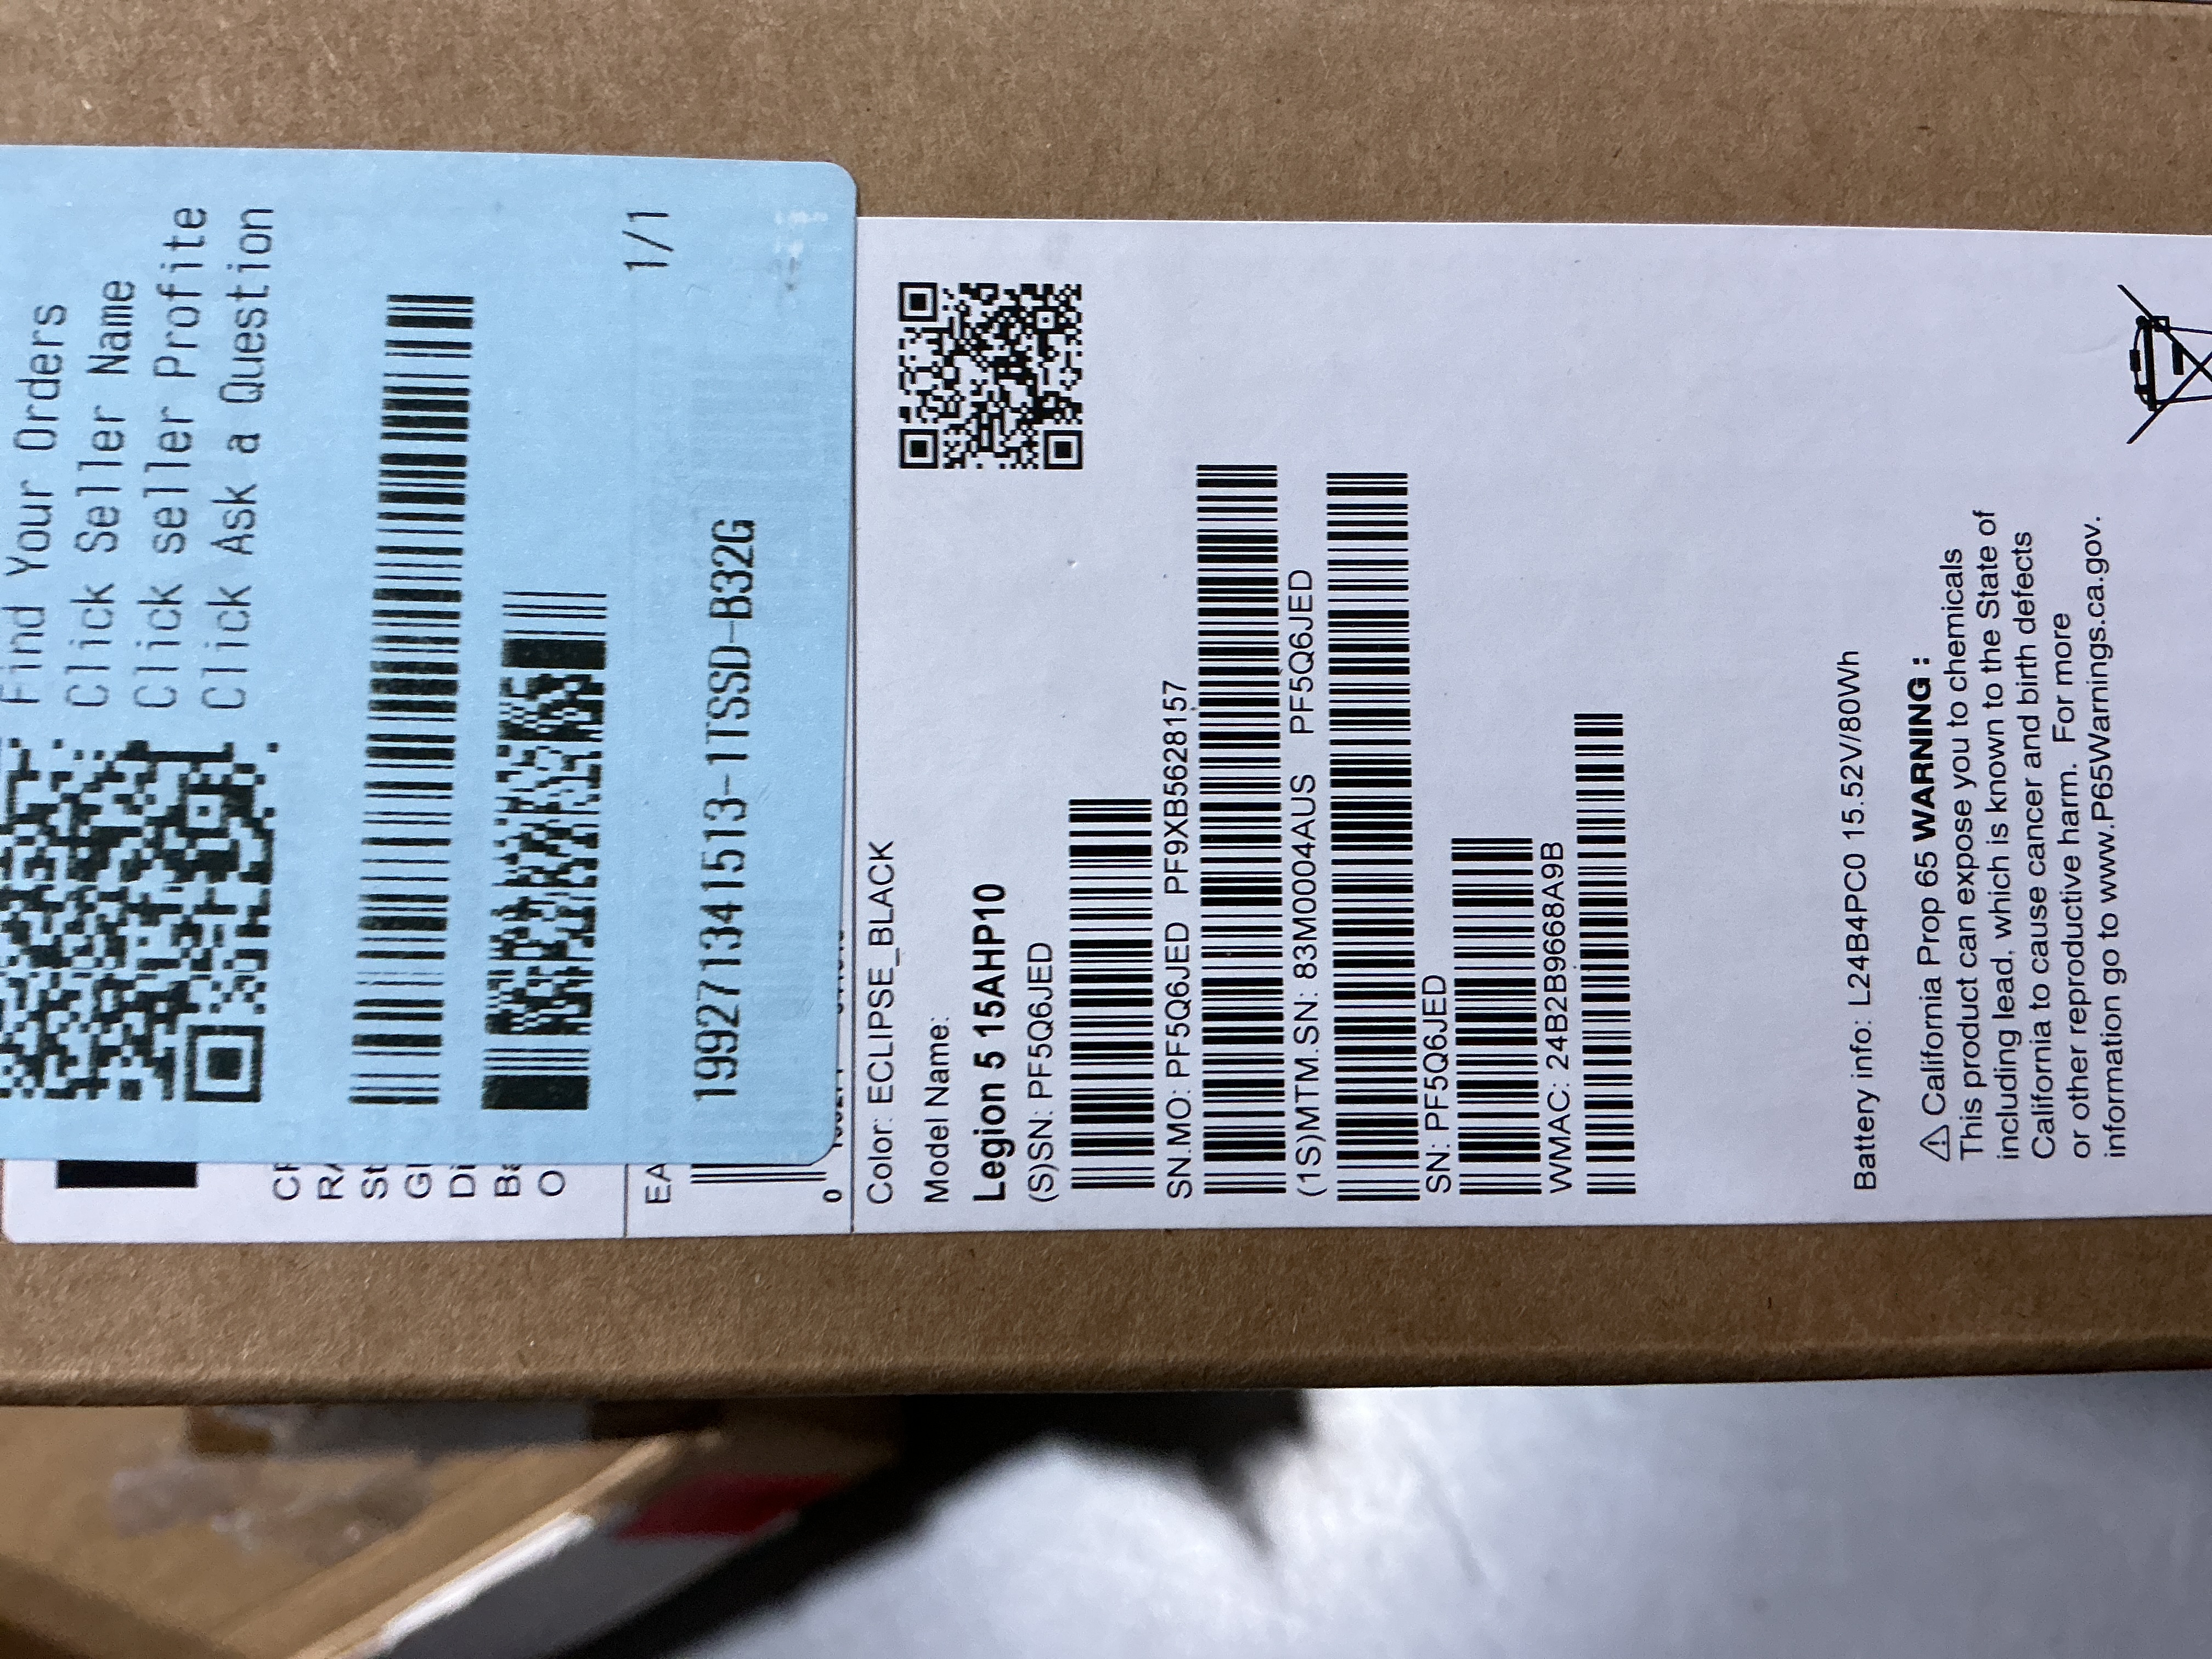 Find Your Orders
Click Seller Name
Click seller Profite
Click Ask a Question
1/1
199271341513-1TSSD-B32G
EA
0
Color: ECLIPSE_BLACK
Model Name:
Legion 5 15AHP10
(S)SN: PF5Q6JED
SN.MO: PF5Q6JED PF9XB5628157
(1S)MTM.SN: 83M0004AUS PF5Q6JED
SN: PF5Q6JED
WMAC: 24B2B9668A9B
Battery info: L24B4PC0 15.52V/80Wh
⚠ California Prop 65 WARNING :
This product can expose you to chemicals
including lead, which is known to the State of
California to cause cancer and birth defects
or other reproductive harm. For more
information go to www.P65Warnings.ca.gov.